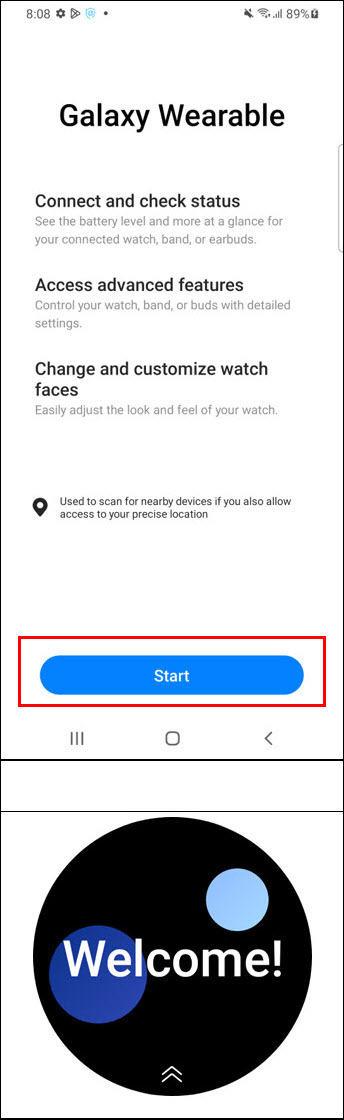 8:08
89%
Galaxy Wearable
Connect and check status
See the battery level and more at a glance for
your connected watch, band, or earbuds.
Access advanced features
Control your watch, band, or buds with detailed
settings.
Change and customize watch
faces
Easily adjust the look and feel of your watch.
Used to scan for nearby devices if you also allow
access to your precise location
Start
Welcome!